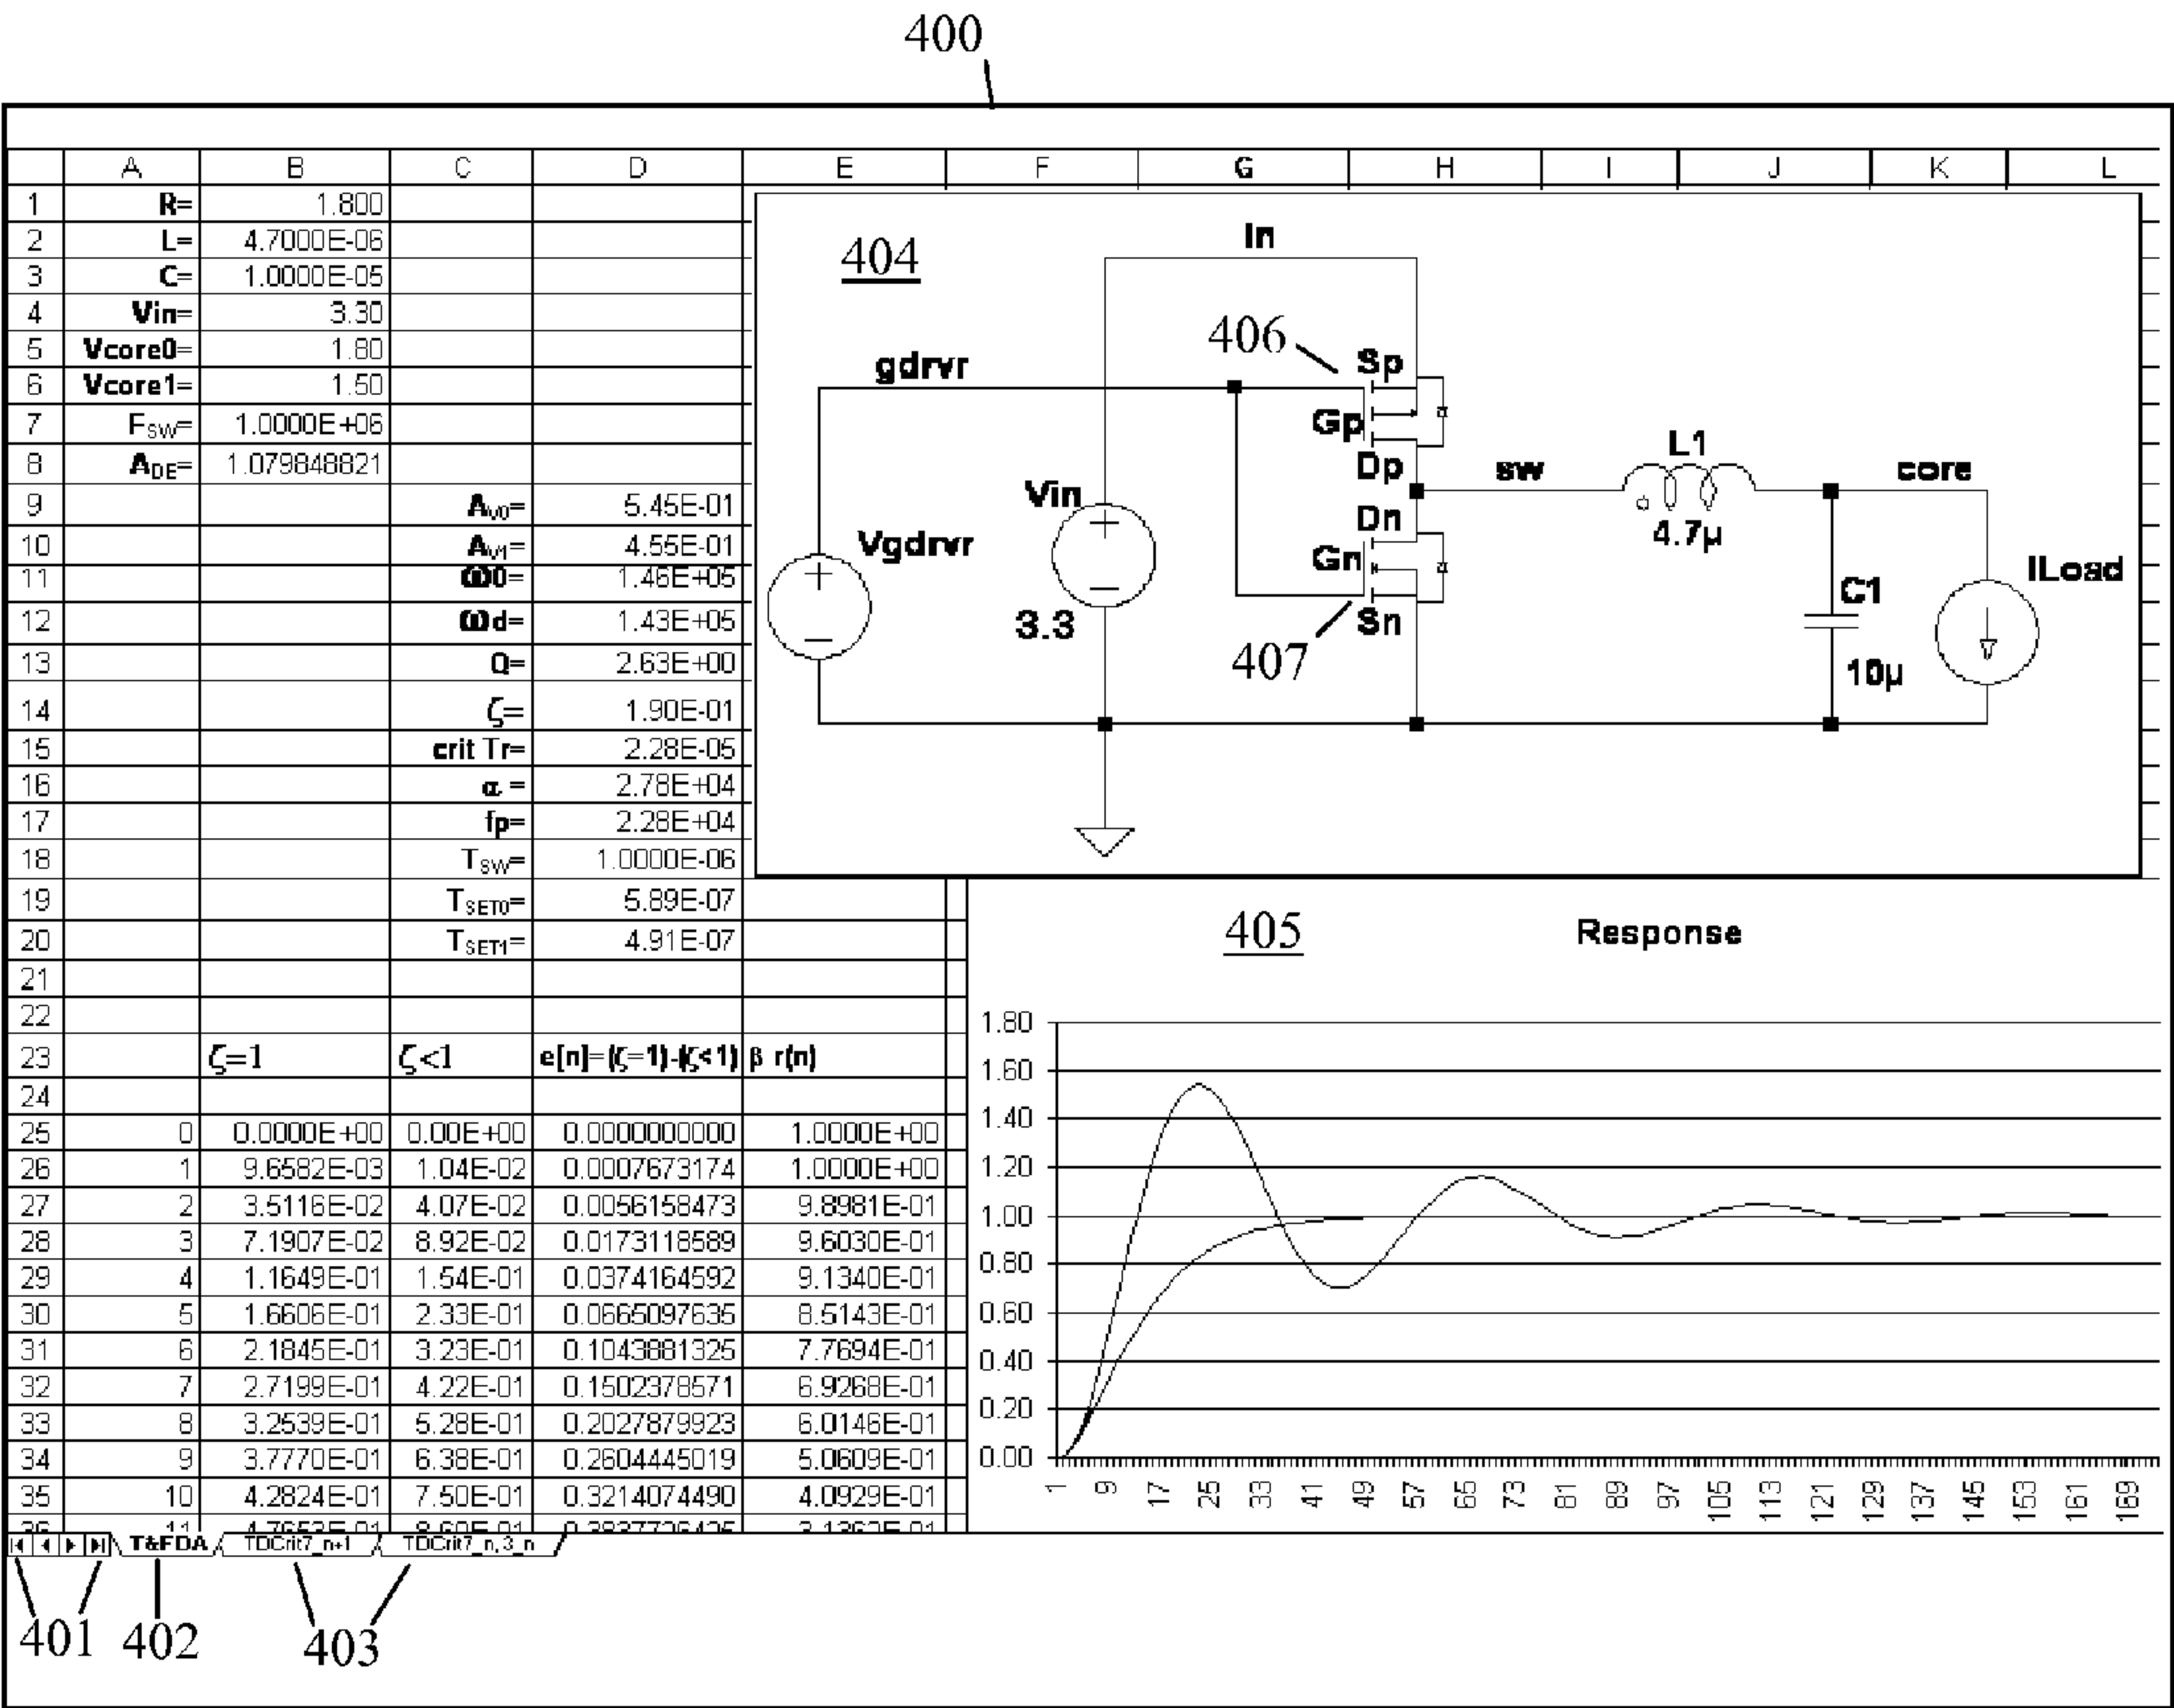 400
A B C D E F G H I J K L
1 R= 1.800
2 L= 4.7000E-06
3 C= 1.0000E-05
4 Vin= 3.30
5 Vcore0= 1.80
6 Vcore1= 1.50
7 FSW= 1.0000E+06
8 ADE= 1.079848821
9 AV0= 5.45E-01
10 AV1= 4.55E-01
11 ω0= 1.46E+05
12 ωd= 1.43E+05
13 Q= 2.63E+00
14 ζ= 1.90E-01
15 crit Tr= 2.28E-05
16 α = 2.78E+04
17 fp= 2.28E+04
18 TSW= 1.0000E-06
19 TSET0= 5.89E-07
20 TSET1= 4.91E-07
21
22
23 ζ=1 ζ<1 e[n]=(ζ=1)-(ζ<1) β r(n)
24
25 0 0.0000E+00 0.00E+00 0.0000000000 1.0000E+00
26 1 9.6582E-03 1.04E-02 0.0007673174 1.0000E+00
27 2 3.5116E-02 4.07E-02 0.0056158473 9.8981E-01
28 3 7.1907E-02 8.92E-02 0.0173118589 9.6030E-01
29 4 1.1649E-01 1.54E-01 0.0374164592 9.1340E-01
30 5 1.6606E-01 2.33E-01 0.0665097635 8.5143E-01
31 6 2.1845E-01 3.23E-01 0.1043881325 7.7694E-01
32 7 2.7199E-01 4.22E-01 0.1502378571 6.9268E-01
33 8 3.2539E-01 5.28E-01 0.2027879923 6.0146E-01
34 9 3.7770E-01 6.38E-01 0.2604445019 5.0609E-01
35 10 4.2824E-01 7.50E-01 0.3214074490 4.0929E-01
T&FDA TDCrit7_n+1 TDCrit7_n,3_n
401 402 403
404
In
406
Sp
gdrvr
Gp
Dp
sw
L1
4.7µ
core
Vin
3.3
Vgdrvr
Dn
Gn
Sn
407
C1
10µ
ILoad
405
Response
1.80
1.60
1.40
1.20
1.00
0.80
0.60
0.40
0.20
0.00
1 9 17 25 33 41 49 57 65 73 81 89 97 105 113 121 129 137 145 153 161 169